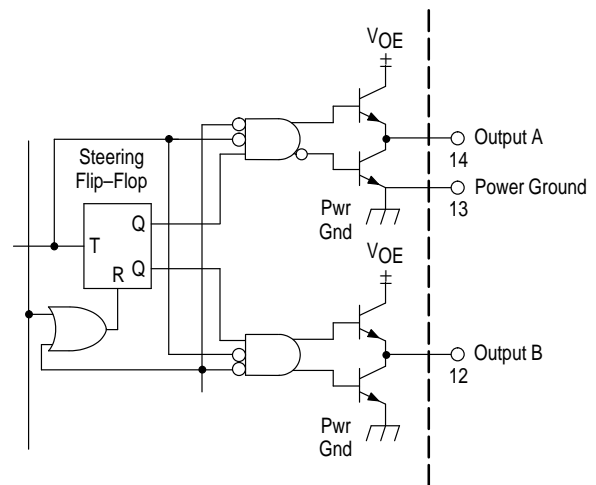 VOE
Output A
14
Steering
Flip–Flop
Power Ground
13
Pwr
Gnd
Q
T
VOE
R Q
Output B
12
Pwr
Gnd